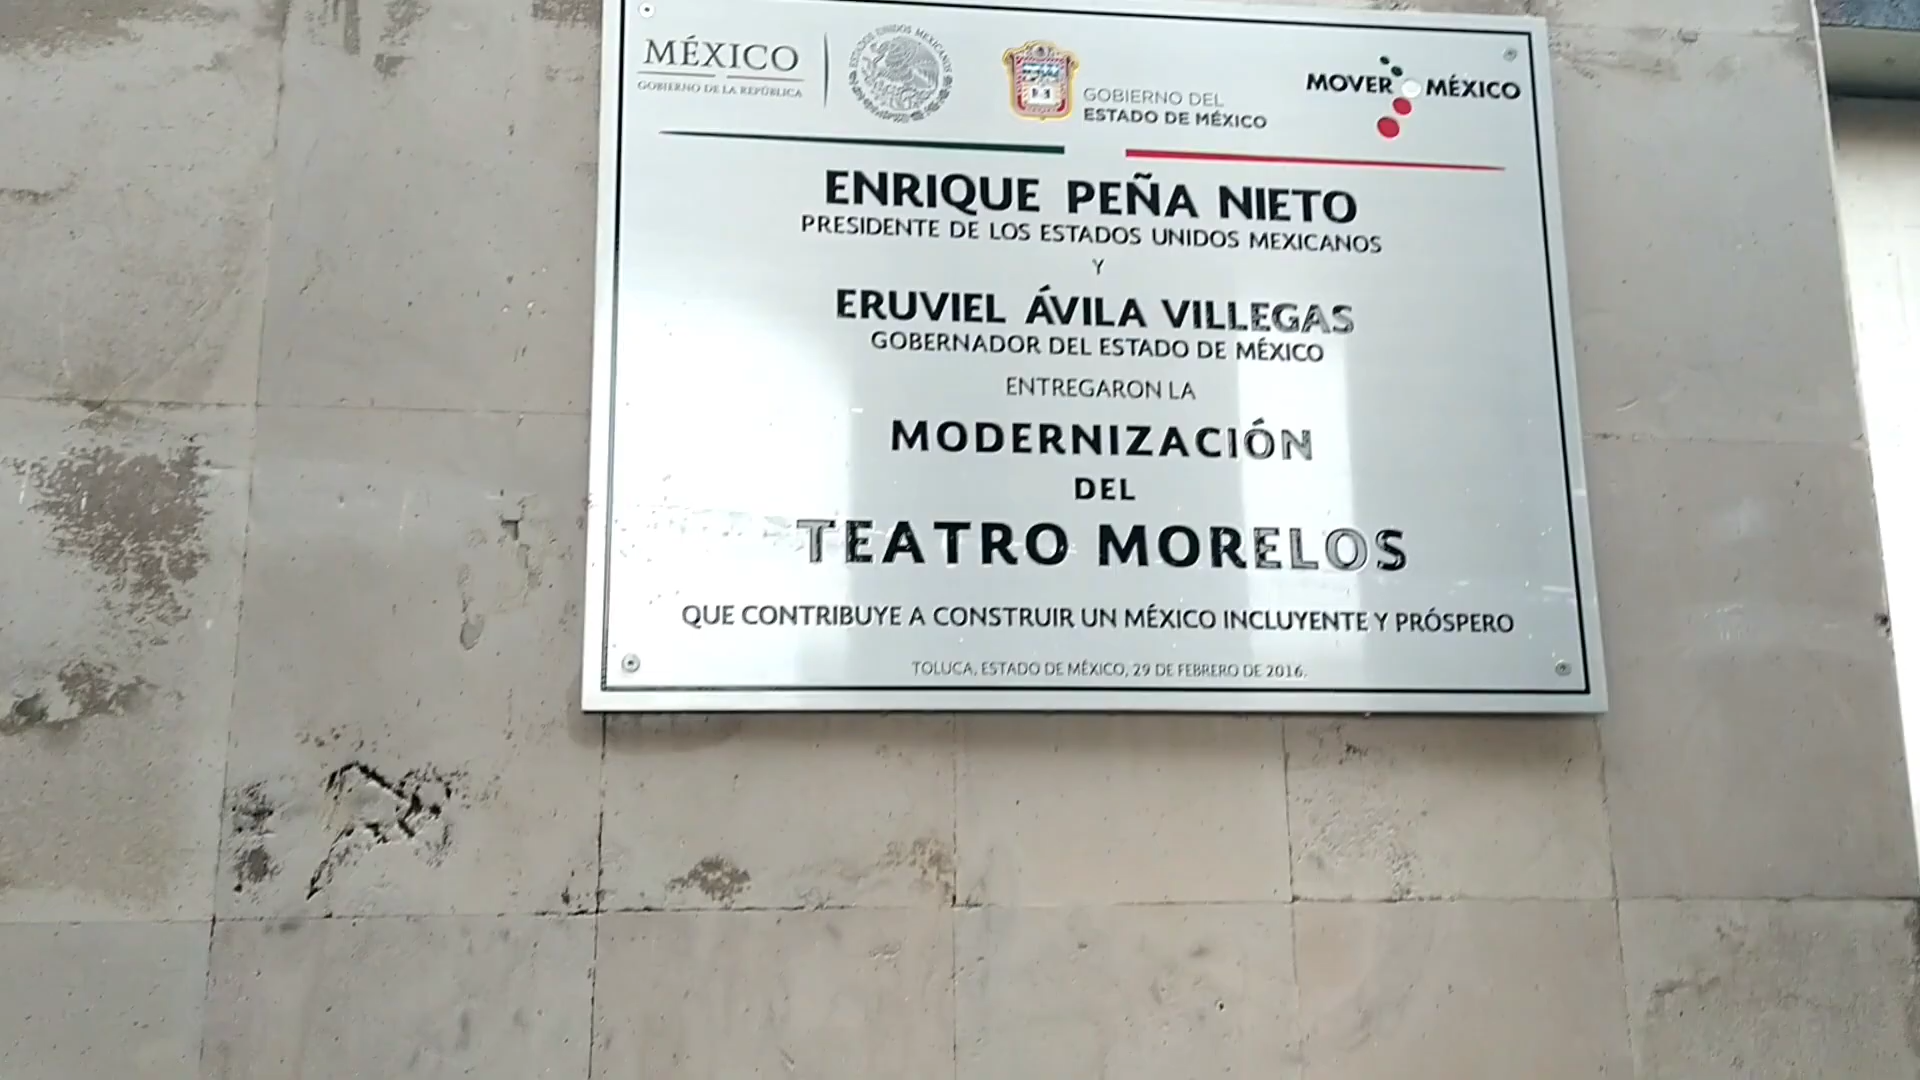 MÉXICO
GOBIERNO DE LA REPÚBLICA
ESTADOS UNIDOS MEXICANOS
GOBIERNO DEL
ESTADO DE MÉXICO
MOVER MÉXICO
ENRIQUE PEÑA NIETO
PRESIDENTE DE LOS ESTADOS UNIDOS MEXICANOS
Y
ERUVIEL ÁVILA VILLEGAS
GOBERNADOR DEL ESTADO DE MÉXICO
ENTREGARON LA
MODERNIZACIÓN
DEL
TEATRO MORELOS
QUE CONTRIBUYE A CONSTRUIR UN MÉXICO INCLUYENTE Y PRÓSPERO
TOLUCA, ESTADO DE MÉXICO, 29 DE FEBRERO DE 2016.